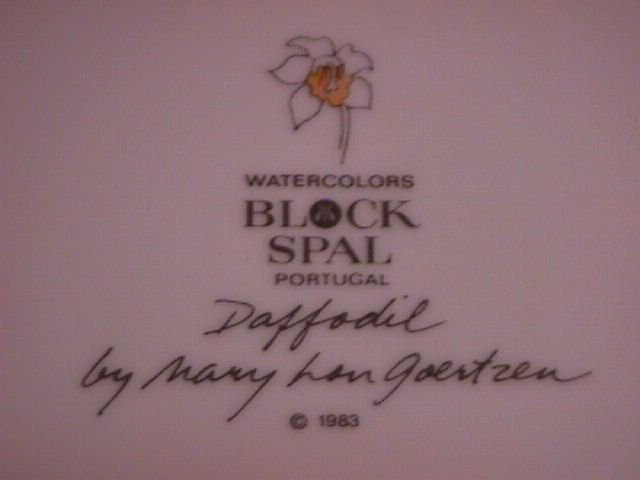 WATERCOLORS
BLOCK
SPAL
PORTUGAL
Daffodil
by Mary Lou Goertzen
© 1983